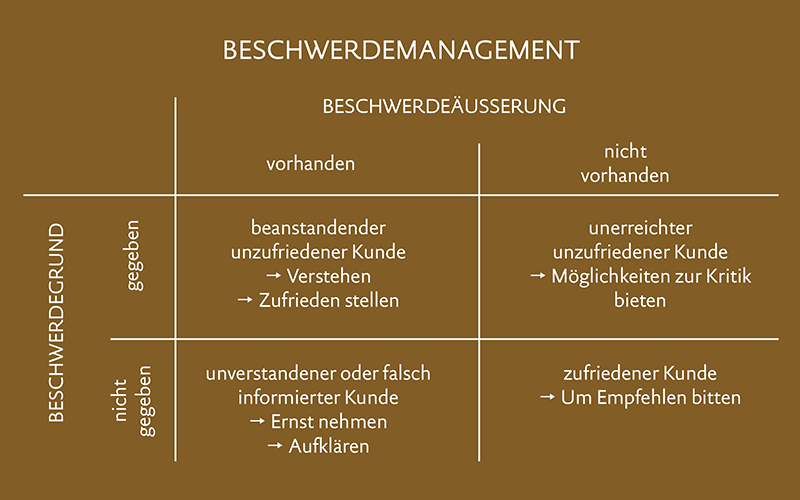 BESCHWERDEMANAGEMENT
BESCHWERDEÄUSSERUNG
vorhanden
nicht
vorhanden
BESCHWERDEGRUND
gegeben
beanstandender
unzufriedener Kunde
→ Verstehen
→ Zufrieden stellen
unerreichter
unzufriedener Kunde
→ Möglichkeiten zur Kritik
bieten
nicht
gegeben
unverstandener oder falsch
informierter Kunde
→ Ernst nehmen
→ Aufklären
zufriedener Kunde
→ Um Empfehlen bitten